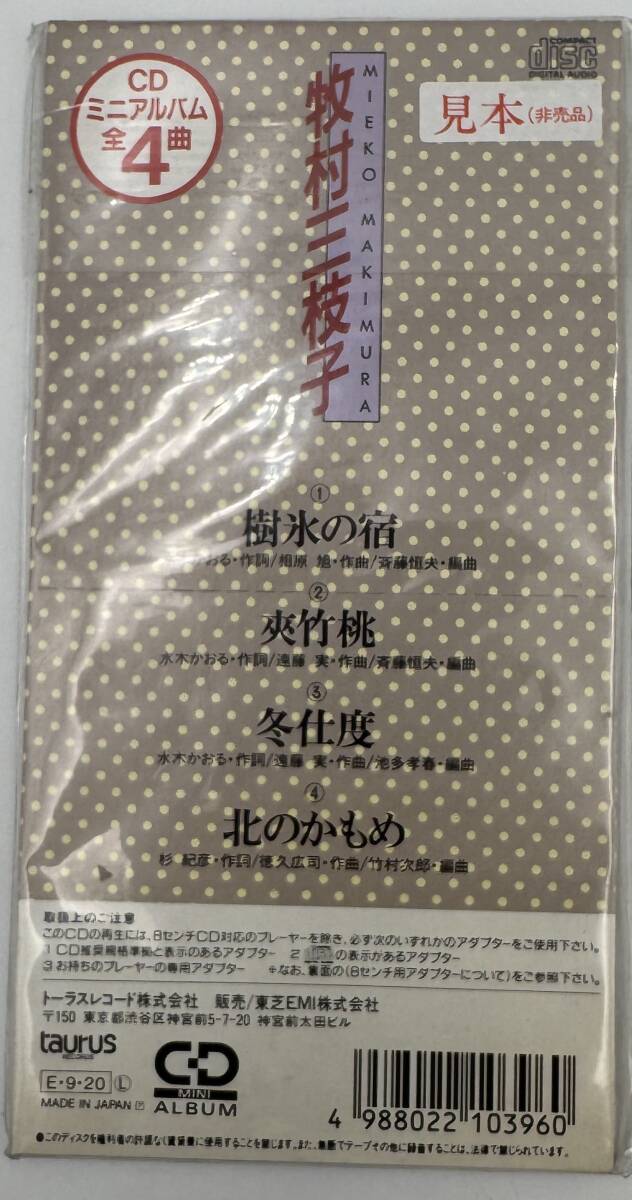 COMPACT
disc
DIGITAL AUDIO
CD
ミニアルバム
全4曲
見本(非売品)
牧村三枝子
MIEKO MAKIMURA
①
樹氷の宿
おる・作詞/相原 旭・作曲/斉藤恒夫・編曲
②
夾竹桃
水木かおる・作詞/遠藤 実・作曲/斉藤恒夫・編曲
③
冬仕度
水木かおる・作詞/遠藤 実・作曲/池多孝春・編曲
④
北のかもめ
杉 紀彦・作詞/徳久広司・作曲/竹村次郎・編曲
取扱上のご注意
このCDの再生には、8センチCD対応のプレーヤーを除き、必ず次のいずれかのアダプターをご使用下さい。
1 CD推奨規格準拠と表示のあるアダプター 2 の表示があるアダプター
3 お持ちのプレーヤーの専用アダプター *なお、裏面の(8センチ用アダプターについて)をご参照下さい。
トーラスレコード株式会社 販売/東芝EMI株式会社
〒150 東京都渋谷区神宮前5-7-20 神宮前太田ビル
taurus
RECORDS
E・9・20 Ⓛ
MADE IN JAPAN Ⓟ
CD
MINI
ALBUM
4 988022 103960
●このディスクを権利者の許諾なく賃貸業に使用することを禁じます。また、無断でテープその他に録音することは、法律で禁じられています。